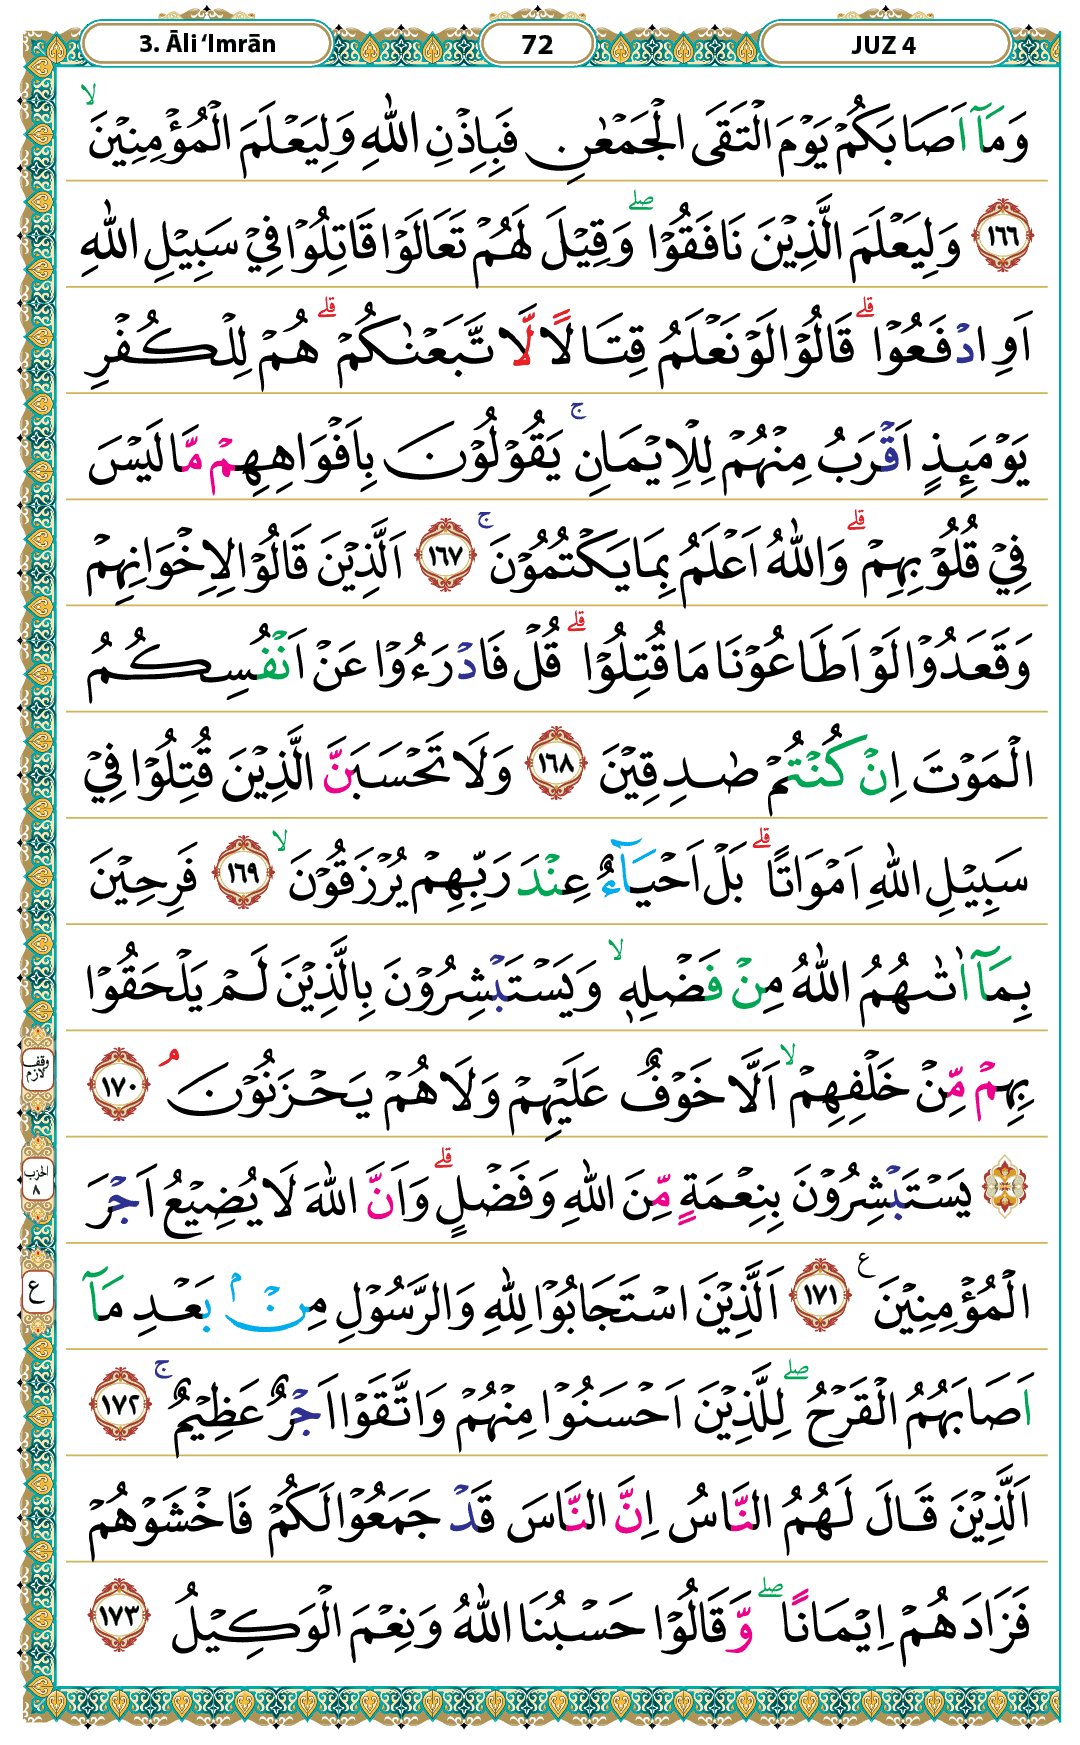 3. Āli ‘Imrān 72 JUZ 4
وَمَآ اَصَابَكُمْ يَوْمَ الْتَقَى الْجَمْعٰنِ فَبِاِذْنِ اللّٰهِ وَلِيَعْلَمَ الْمُؤْمِنِيْنَ ۙ
١٦٦ وَلِيَعْلَمَ الَّذِيْنَ نَافَقُوْا ۖ وَقِيْلَ لَهُمْ تَعَالَوْا قَاتِلُوْا فِيْ سَبِيْلِ اللّٰهِ
اَوِ ادْفَعُوْا ۗ قَالُوْا لَوْ نَعْلَمُ قِتَالًا لَّا تَّبَعْنٰكُمْ ۗ هُمْ لِلْكُفْرِ
يَوْمَىِٕذٍ اَقْرَبُ مِنْهُمْ لِلْاِيْمَانِ ۚ يَقُوْلُوْنَ بِاَفْوَاهِهِمْ مَّا لَيْسَ
فِيْ قُلُوْبِهِمْ ۗ وَاللّٰهُ اَعْلَمُ بِمَا يَكْتُمُوْنَ ۚ ١٦٧ اَلَّذِيْنَ قَالُوْا لِاِخْوَانِهِمْ
وَقَعَدُوْا لَوْ اَطَاعُوْنَا مَا قُتِلُوْا ۗ قُلْ فَادْرَءُوْا عَنْ اَنْفُسِكُمُ
الْمَوْتَ اِنْ كُنْتُمْ صٰدِقِيْنَ ١٦٨ وَلَا تَحْسَبَنَّ الَّذِيْنَ قُتِلُوْا فِيْ
سَبِيْلِ اللّٰهِ اَمْوَاتًا ۗ بَلْ اَحْيَآءٌ عِنْدَ رَبِّهِمْ يُرْزَقُوْنَ ۙ ١٦٩ فَرِحِيْنَ
بِمَآ اٰتٰىهُمُ اللّٰهُ مِنْ فَضْلِهٖ ۙ وَيَسْتَبْشِرُوْنَ بِالَّذِيْنَ لَمْ يَلْحَقُوْا
بِهِمْ مِّنْ خَلْفِهِمْ ۙ اَلَّا خَوْفٌ عَلَيْهِمْ وَلَا هُمْ يَحْزَنُوْنَ ۘ ١٧٠
وقف لازم
يَسْتَبْشِرُوْنَ بِنِعْمَةٍ مِّنَ اللّٰهِ وَفَضْلٍ ۗ وَاَنَّ اللّٰهَ لَا يُضِيْعُ اَجْرَ
الحزب ٨
الْمُؤْمِنِيْنَ ع ١٧١ اَلَّذِيْنَ اسْتَجَابُوْا لِلّٰهِ وَالرَّسُوْلِ مِنْۢ بَعْدِ مَآ
ع
اَصَابَهُمُ الْقَرْحُ ۖ لِلَّذِيْنَ اَحْسَنُوْا مِنْهُمْ وَاتَّقَوْا اَجْرٌ عَظِيْمٌ ۚ ١٧٢
اَلَّذِيْنَ قَالَ لَهُمُ النَّاسُ اِنَّ النَّاسَ قَدْ جَمَعُوْا لَكُمْ فَاخْشَوْهُمْ
فَزَادَهُمْ اِيْمَانًا ۖ وَّقَالُوْا حَسْبُنَا اللّٰهُ وَنِعْمَ الْوَكِيْلُ ١٧٣